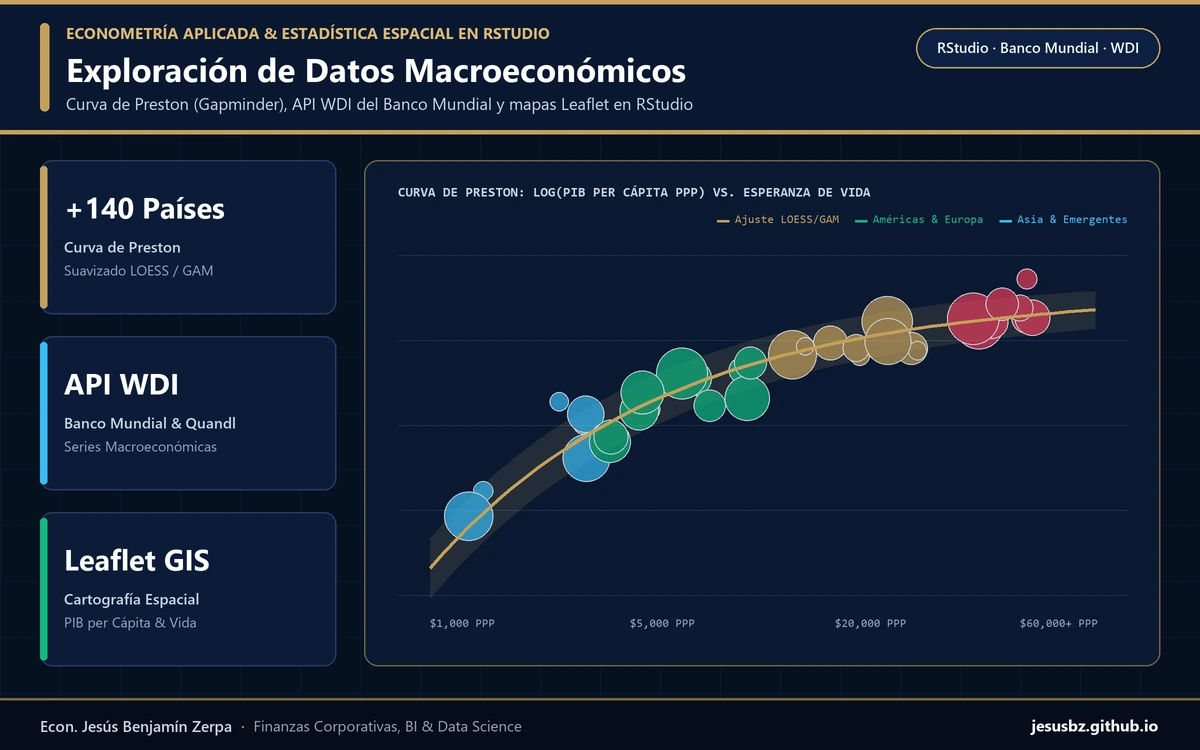 ECONOMETRÍA APLICADA & ESTADÍSTICA ESPACIAL EN RSTUDIO
Exploración de Datos Macroeconómicos
Curva de Preston (Gapminder), API WDI del Banco Mundial y mapas Leaflet en RStudio
RStudio · Banco Mundial · WDI
+140 Países
Curva de Preston
Suavizado LOESS / GAM
API WDI
Banco Mundial & Quandl
Series Macroeconómicas
Leaflet GIS
Cartografía Espacial
PIB per Cápita & Vida
CURVA DE PRESTON: LOG(PIB PER CÁPITA PPP) VS. ESPERANZA DE VIDA
Ajuste LOESS/GAM
Américas & Europa
Asia & Emergentes
$1,000 PPP
$5,000 PPP
$20,000 PPP
$60,000+ PPP
Econ. Jesús Benjamín Zerpa · Finanzas Corporativas, BI & Data Science
jesusbz.github.io